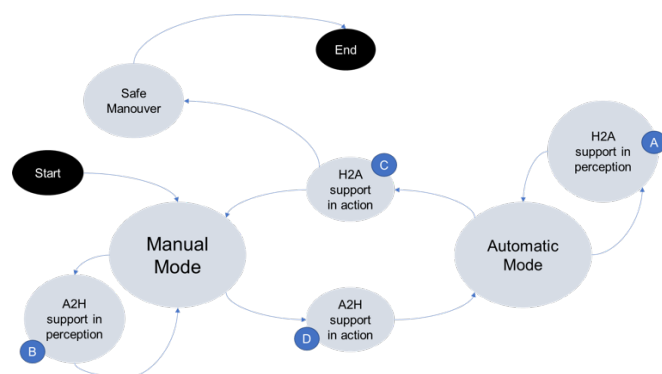 End
Safe
Manouver
H2A
support in
perception
A
Start
C
H2A
support
in action
Manual
Mode
Automatic
Mode
A2H
support in
perception
B
A2H
support
in action
D